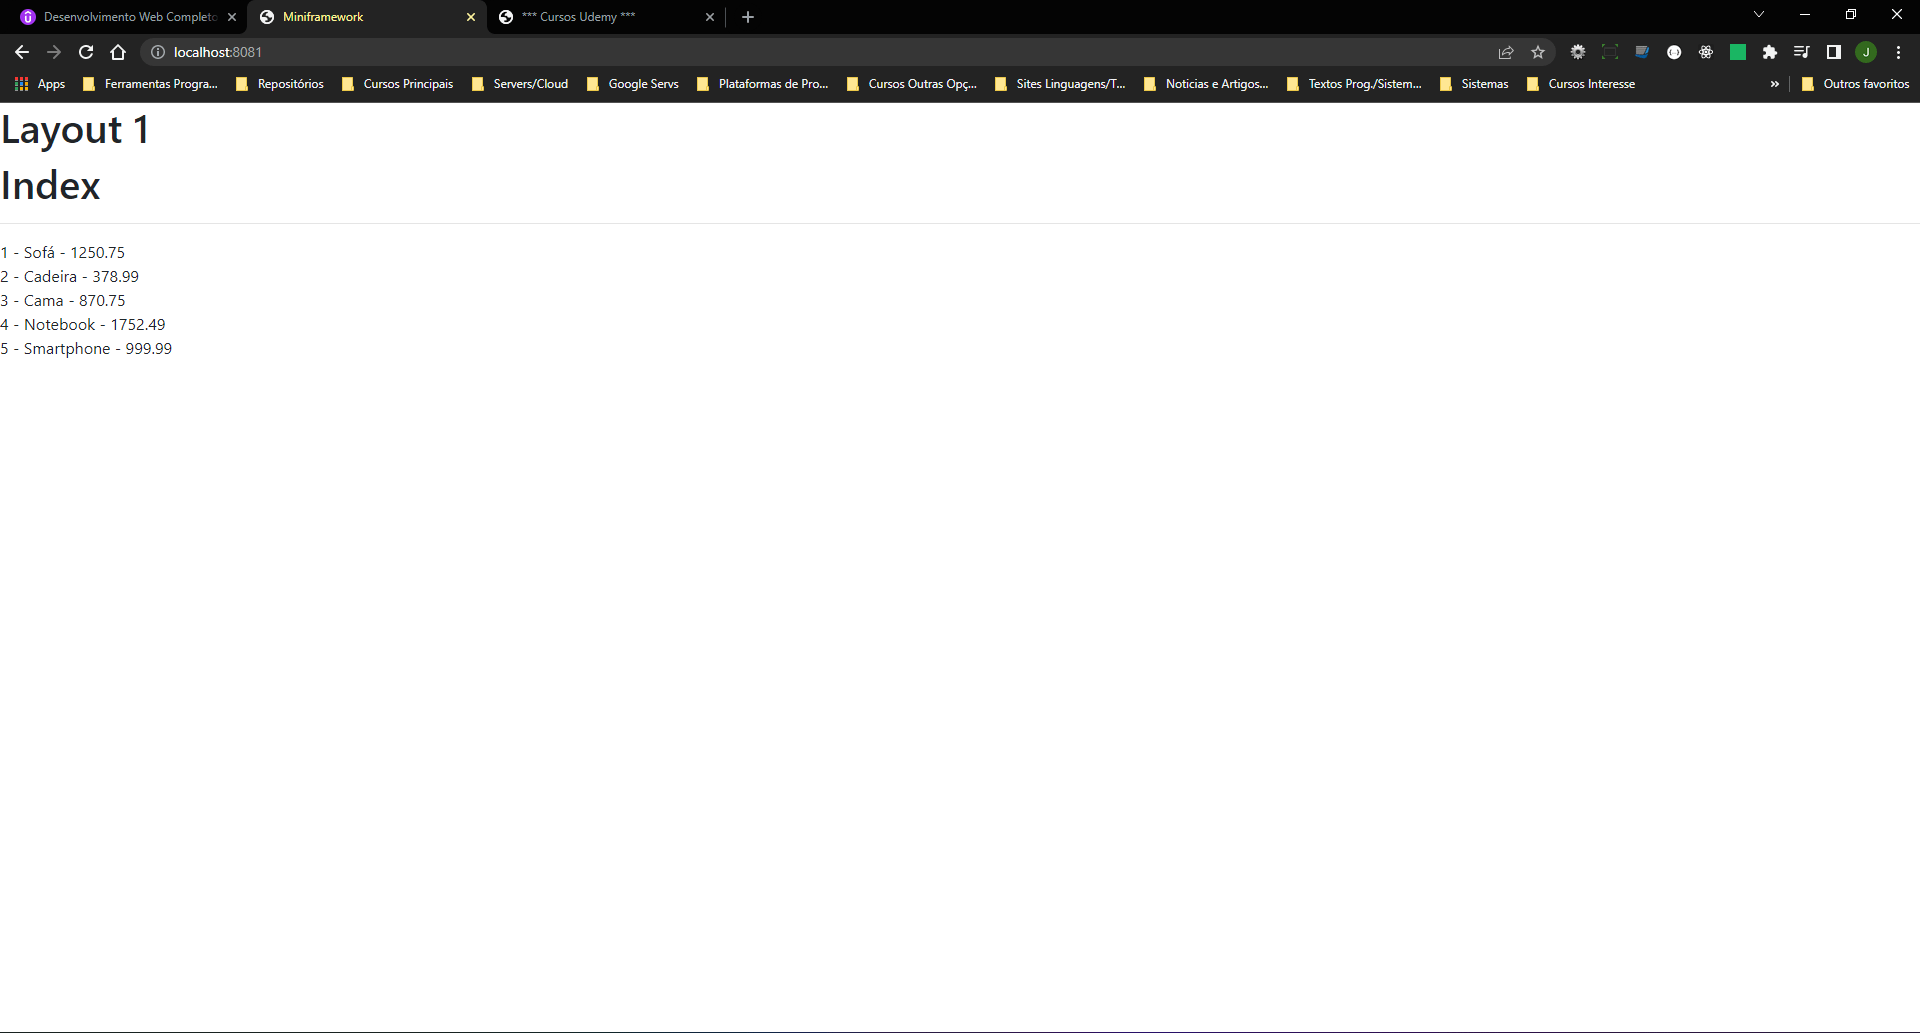 Desenvolvimento Web Completo
Miniframework
*** Cursos Udemy ***
localhost:8081
J
Apps
Ferramentas Progra...
Repositórios
Cursos Principais
Servers/Cloud
Google Servs
Plataformas de Pro...
Cursos Outras Opç...
Sites Linguagens/T...
Noticias e Artigos...
Textos Prog./Sistem...
Sistemas
Cursos Interesse
»
Outros favoritos
Layout 1
Index
1 - Sofá - 1250.75
2 - Cadeira - 378.99
3 - Cama - 870.75
4 - Notebook - 1752.49
5 - Smartphone - 999.99